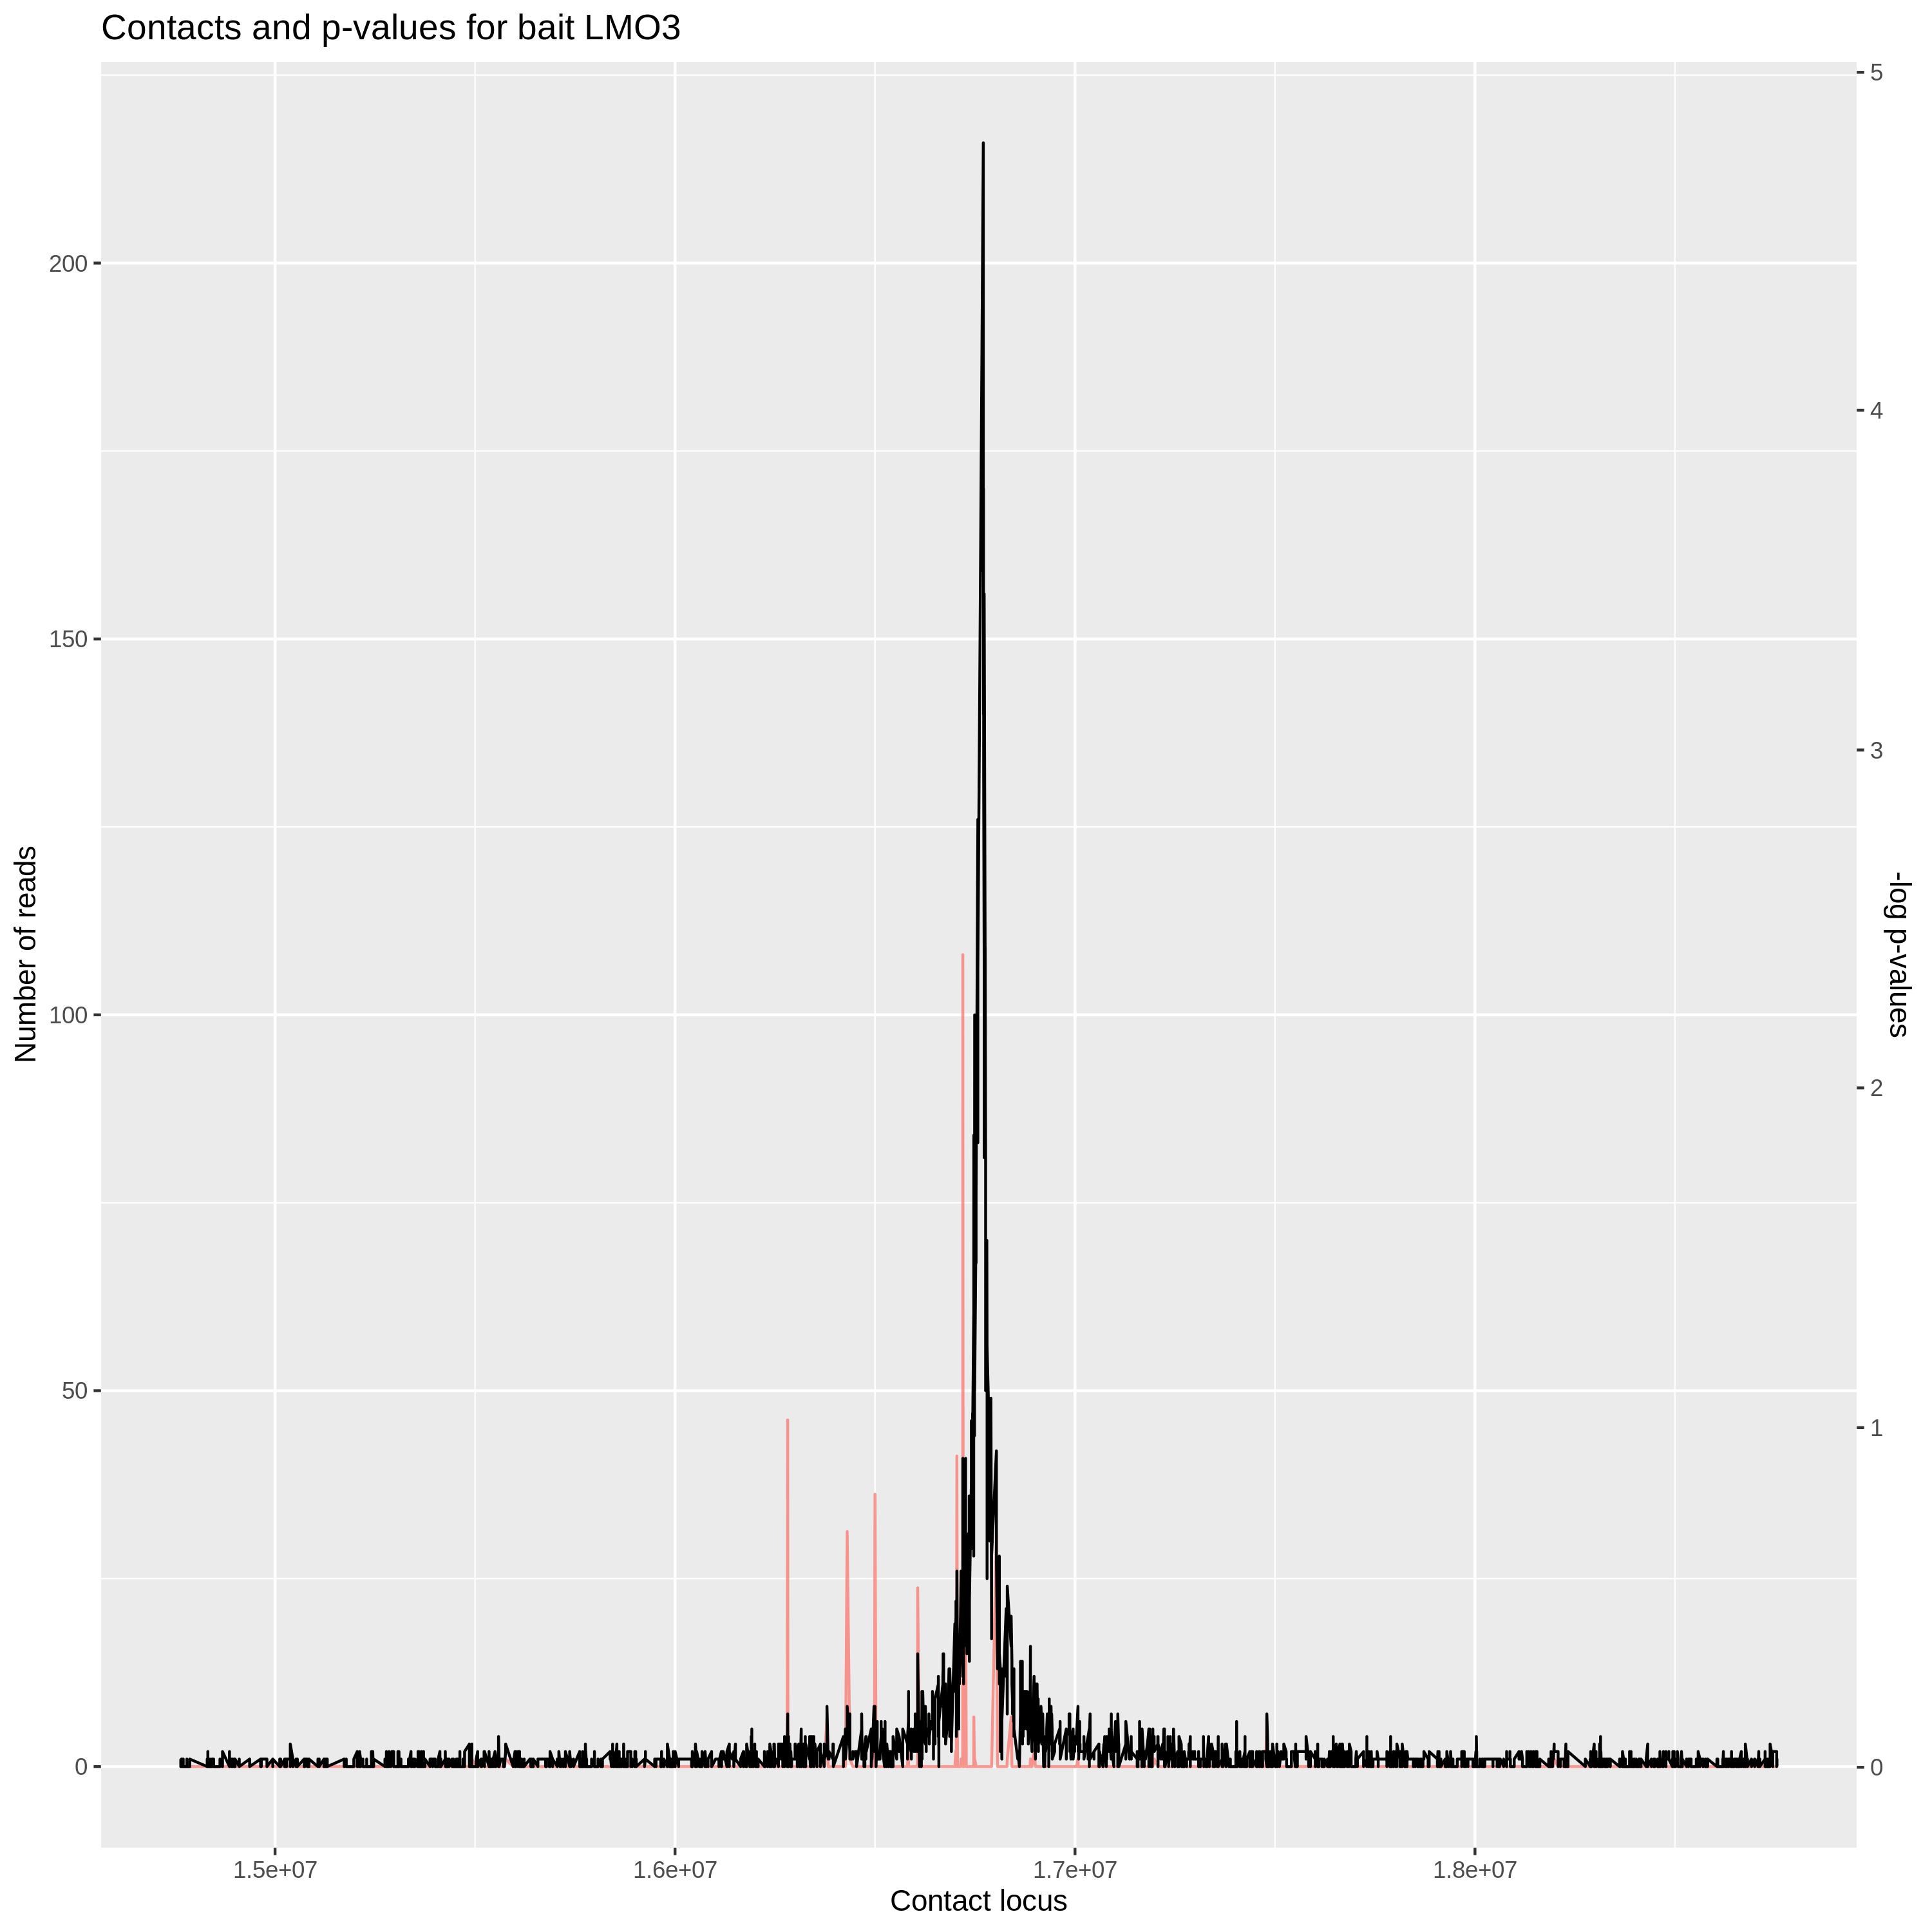 Contacts and p-values for bait LMO3
Number of reads
200
150
100
50
0
5
4
3
2
1
0
-log p-values
1.5e+07
1.6e+07
1.7e+07
1.8e+07
Contact locus